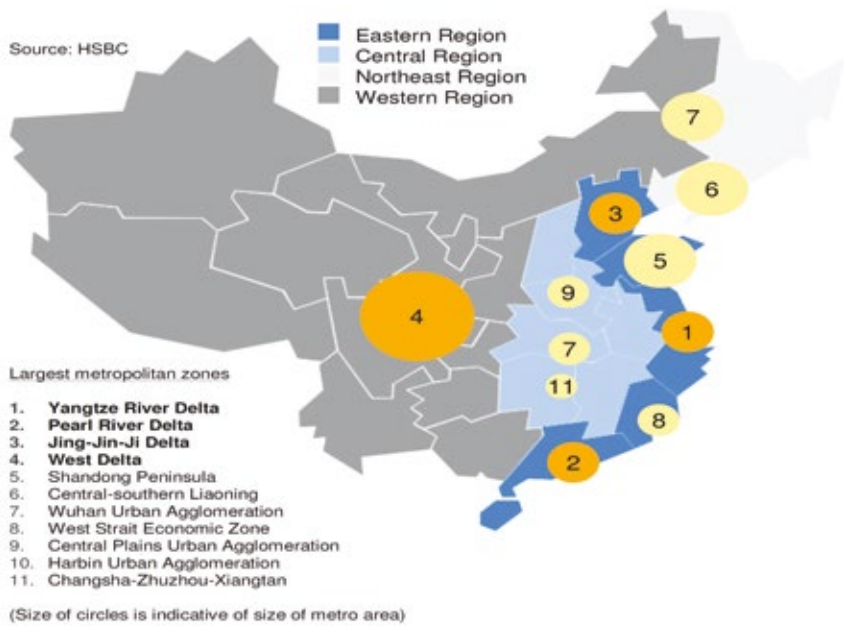 Source: HSBC
Eastern Region
Central Region
Northeast Region
Western Region
7
6
3
5
9
4
1
7
11
8
2
Largest metropolitan zones
1. Yangtze River Delta
2. Pearl River Delta
3. Jing-Jin-Ji Delta
4. West Delta
5. Shandong Peninsula
6. Central-southern Liaoning
7. Wuhan Urban Agglomeration
8. West Strait Economic Zone
9. Central Plains Urban Agglomeration
10. Harbin Urban Agglomeration
11. Changsha-Zhuzhou-Xiangtan
(Size of circles is indicative of size of metro area)